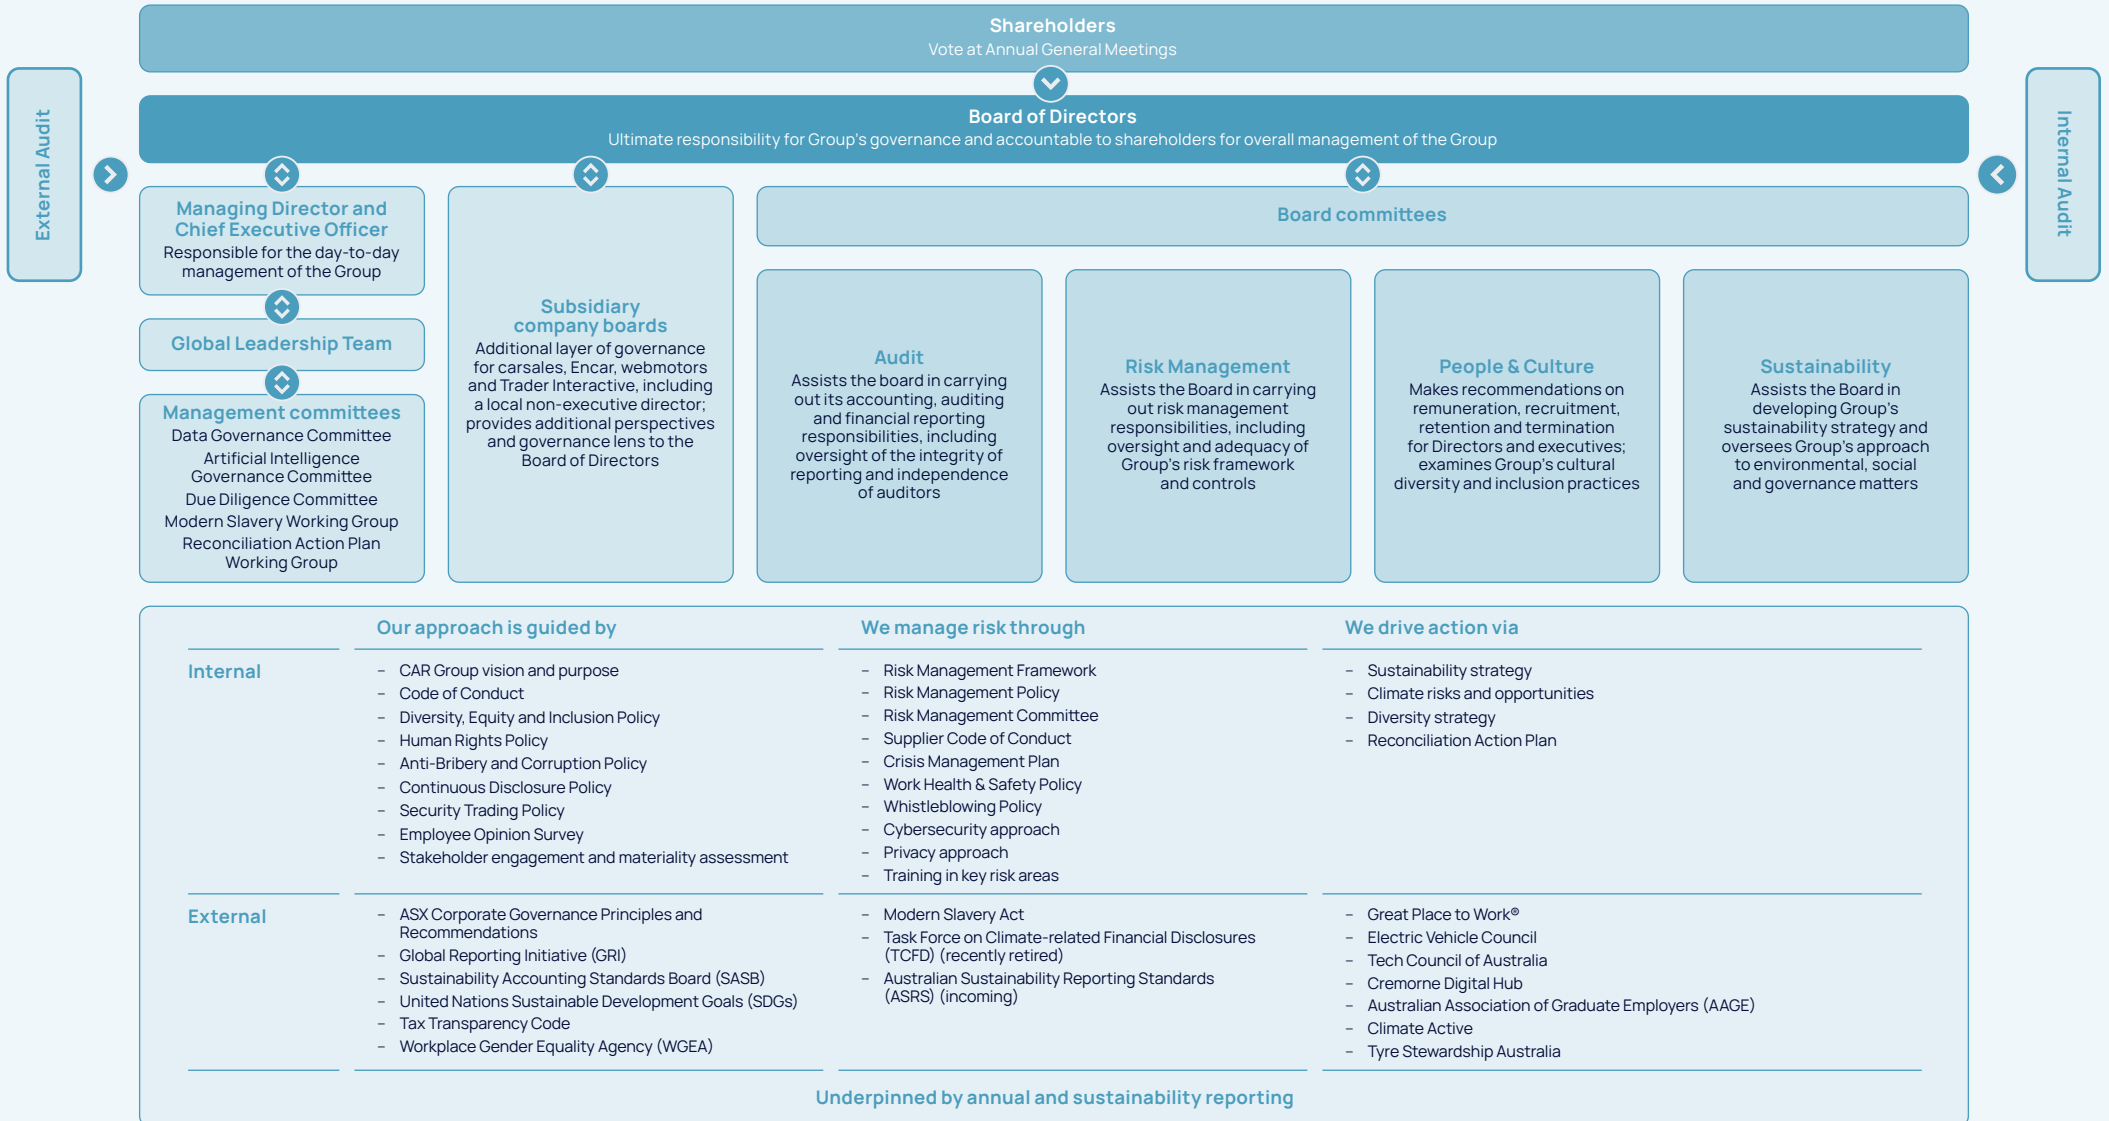 Shareholders
Vote at Annual General Meetings
External Audit
Board of Directors
Ultimate responsibility for Group's governance and accountable to shareholders for overall management of the Group
Internal Audit
Managing Director and
Chief Executive Officer
Responsible for the day-to-day
management of the Group
Global Leadership Team
Management committees
Data Governance Committee
Artificial Intelligence
Governance Committee
Due Diligence Committee
Modern Slavery Working Group
Reconciliation Action Plan
Working Group
Subsidiary
company boards
Additional layer of governance
for carsales, Encar, webmotors
and Trader Interactive, including
a local non-executive director;
provides additional perspectives
and governance lens to the
Board of Directors
Board committees
Audit
Assists the board in carrying
out its accounting, auditing
and financial reporting
responsibilities, including
oversight of the integrity of
reporting and independence
of auditors
Risk Management
Assists the Board in carrying
out risk management
responsibilities, including
oversight and adequacy of
Group's risk framework
and controls
People & Culture
Makes recommendations on
remuneration, recruitment,
retention and termination
for Directors and executives;
examines Group's cultural
diversity and inclusion practices
Sustainability
Assists the Board in
developing Group's
sustainability strategy and
oversees Group's approach
to environmental, social
and governance matters
Our approach is guided by
We manage risk through
We drive action via
Internal
– CAR Group vision and purpose
– Code of Conduct
– Diversity, Equity and Inclusion Policy
– Human Rights Policy
– Anti-Bribery and Corruption Policy
– Continuous Disclosure Policy
– Security Trading Policy
– Employee Opinion Survey
– Stakeholder engagement and materiality assessment
– Risk Management Framework
– Risk Management Policy
– Risk Management Committee
– Supplier Code of Conduct
– Crisis Management Plan
– Work Health & Safety Policy
– Whistleblowing Policy
– Cybersecurity approach
– Privacy approach
– Training in key risk areas
– Sustainability strategy
– Climate risks and opportunities
– Diversity strategy
– Reconciliation Action Plan
External
– ASX Corporate Governance Principles and
Recommendations
– Global Reporting Initiative (GRI)
– Sustainability Accounting Standards Board (SASB)
– United Nations Sustainable Development Goals (SDGs)
– Tax Transparency Code
– Workplace Gender Equality Agency (WGEA)
– Modern Slavery Act
– Task Force on Climate-related Financial Disclosures
(TCFD) (recently retired)
– Australian Sustainability Reporting Standards
(ASRS) (incoming)
– Great Place to Work®
– Electric Vehicle Council
– Tech Council of Australia
– Cremorne Digital Hub
– Australian Association of Graduate Employers (AAGE)
– Climate Active
– Tyre Stewardship Australia
Underpinned by annual and sustainability reporting